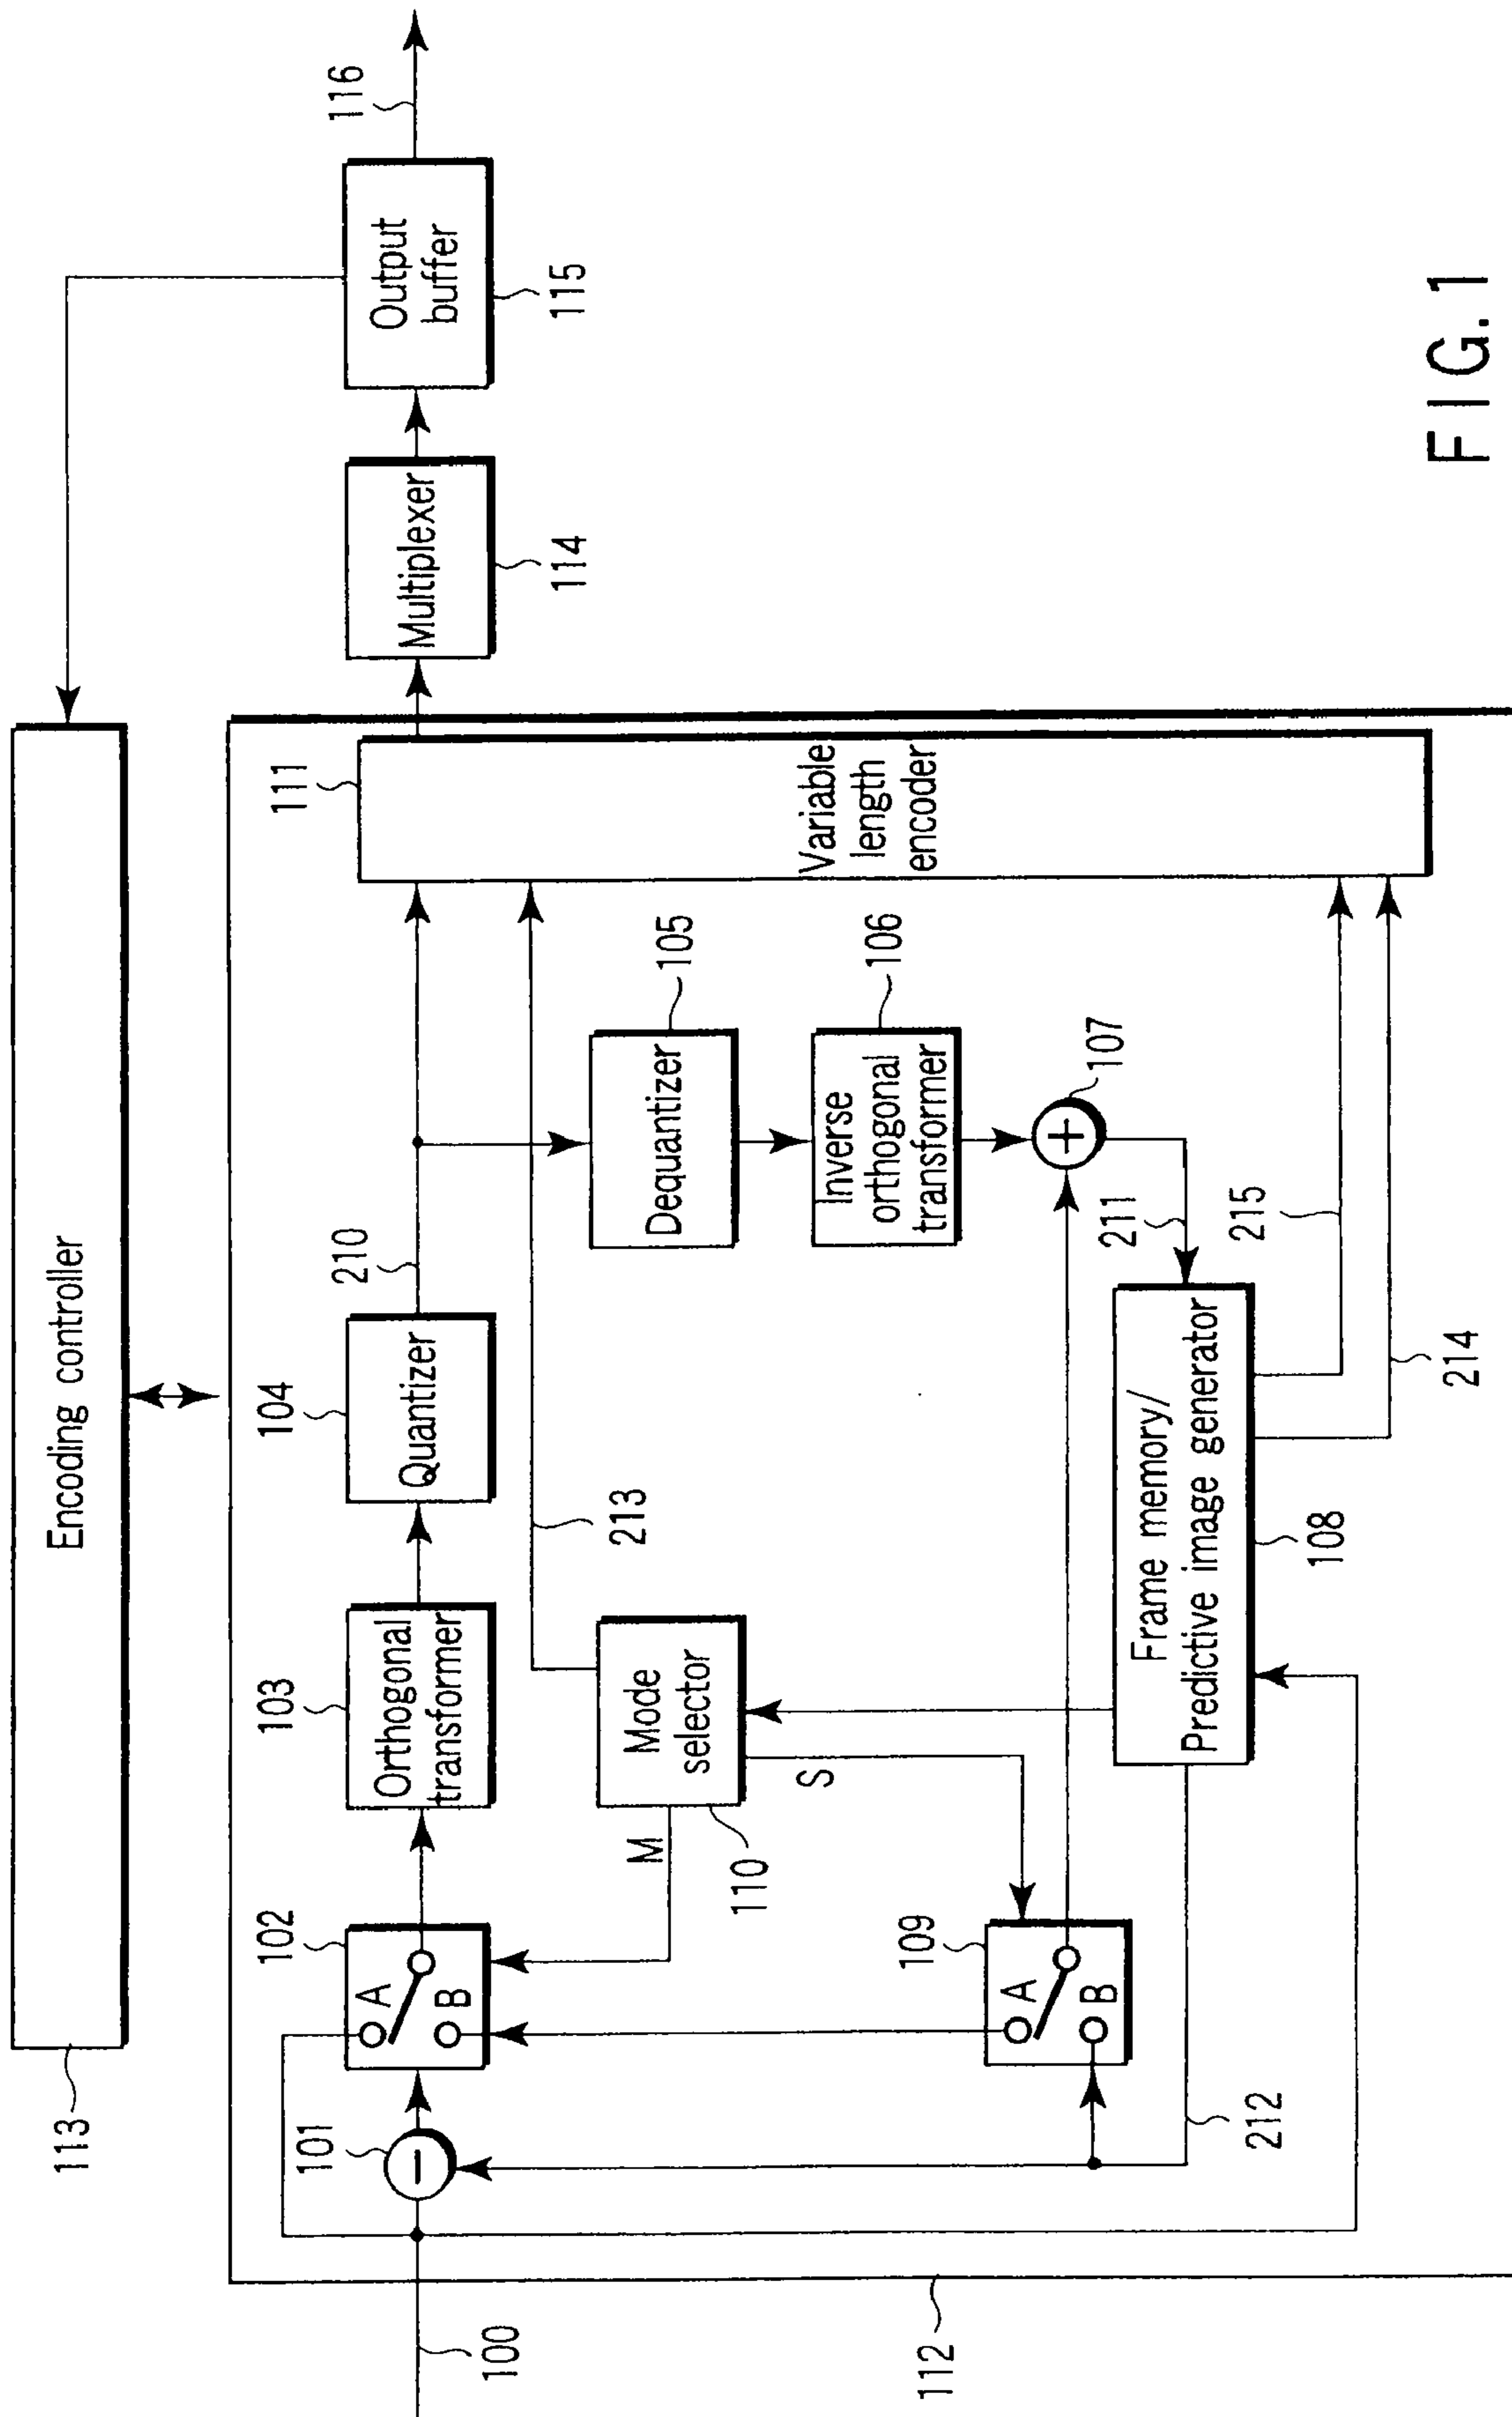 113
Encoding controller
116
Output
buffer
115
Multiplexer
114
111
Variable
length
encoder
100
101
102
A
B
103
Orthogonal
transformer
104
Quantizer
210
213
M
Mode
selector
110
S
Dequantizer
105
Inverse
orthogonal
transformer
106
107
109
A
B
211
Frame memory/
Predictive image generator
108
212
215
214
112
FIG. 1